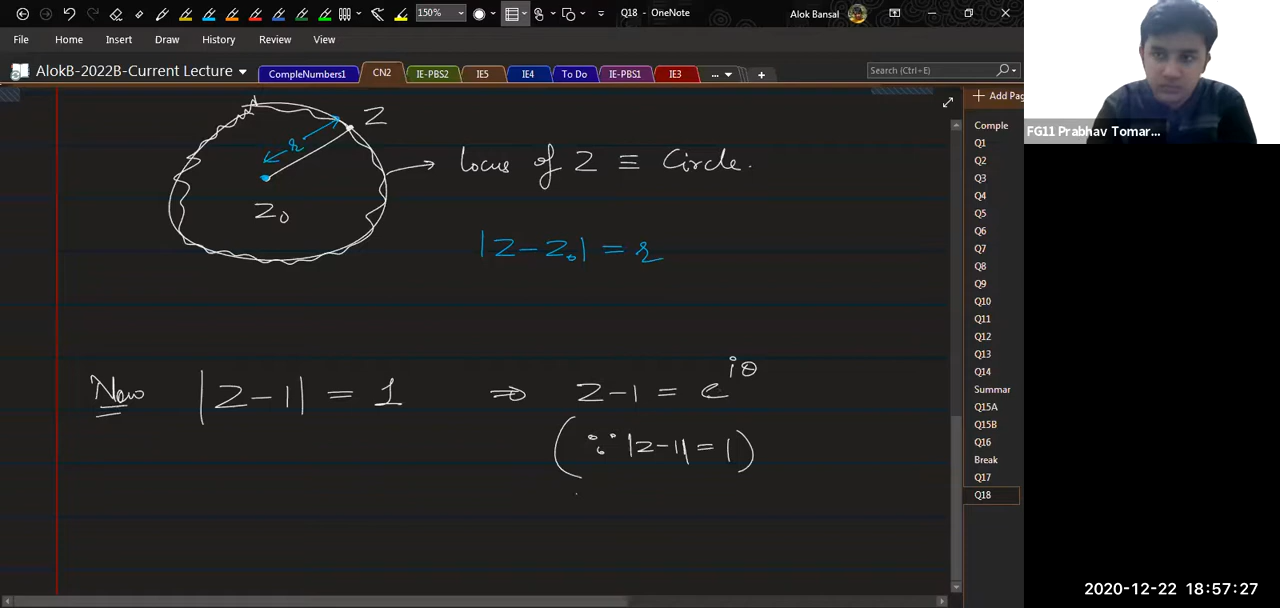 150% Q18 - OneNote Alok Bansal
File Home Insert Draw History Review View
AlokB-2022B-Current Lecture CompleNumbers1 CN2 IE-PBS2 IE5 IE4 To Do IE-PBS1 IE3 ... Search (Ctrl+E)
Add Pag
Comple
Q1
Q2
Q3
Q4
Q5
Q6
Q7
Q8
Q9
Q10
Q11
Q12
Q13
Q14
Summar
Q15A
Q15B
Q16
Break
Q17
Q18
FG11 Prabhav Tomar...
Z
r
Z₀
locus of Z ≡ Circle.
|Z-Z₀| = r
Now |Z-1| = 1 ⇒ Z-1 = e^{iθ}
(∵ |Z-1| = 1)
2020-12-22 18:57:27